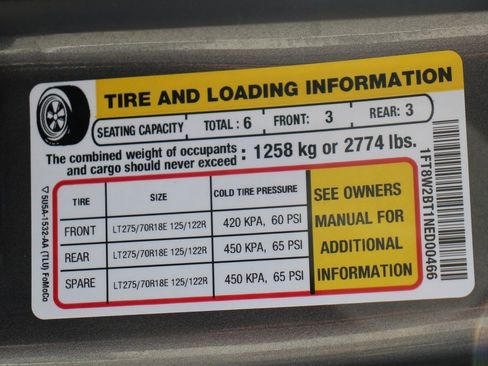 TIRE AND LOADING INFORMATION
SEATING CAPACITY TOTAL : 6 FRONT: 3 REAR: 3
The combined weight of occupants
and cargo should never exceed : 1258 kg or 2774 lbs.
TIRE SIZE COLD TIRE PRESSURE
FRONT LT275/70R18E 125/122R 420 KPA, 60 PSI
REAR LT275/70R18E 125/122R 450 KPA, 65 PSI
SPARE LT275/70R18E 125/122R 450 KPA, 65 PSI
SEE OWNERS
MANUAL FOR
ADDITIONAL
INFORMATION
1FT8W2BT1NED00466
5U5A-1532-AA (TLU) FoMoCo